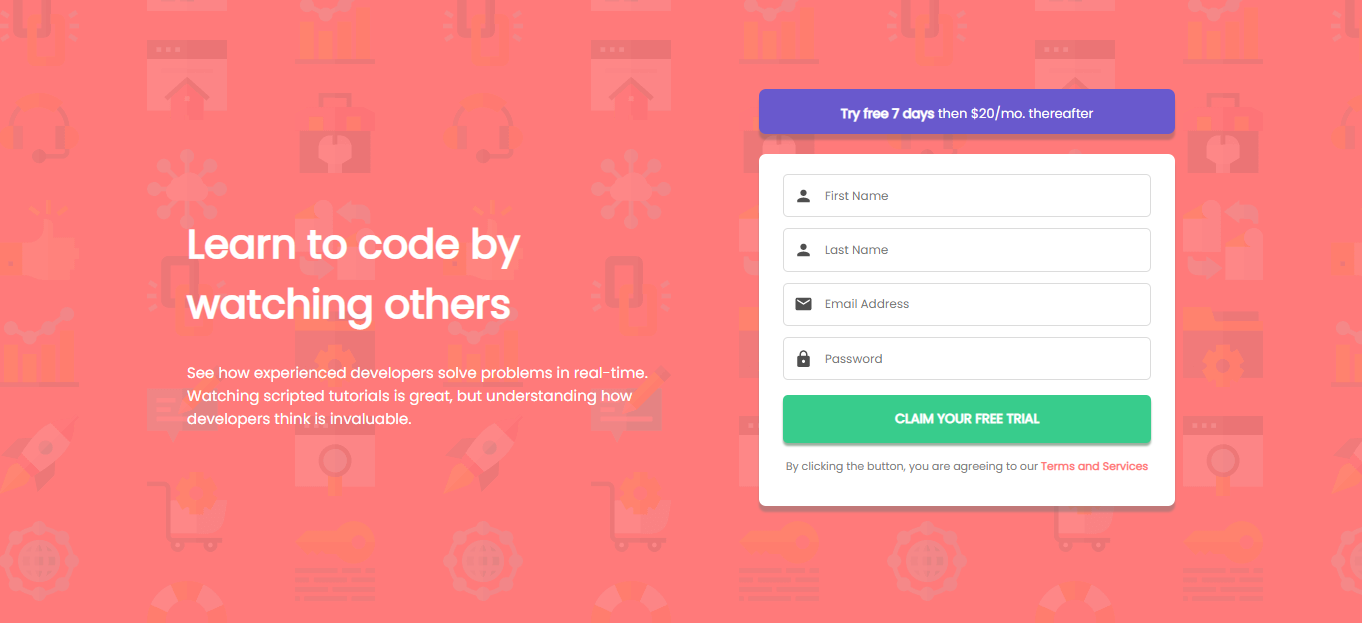 Learn to code by
watching others
See how experienced developers solve problems in real-time.
Watching scripted tutorials is great, but understanding how
developers think is invaluable.
Try free 7 days then $20/mo. thereafter
First Name
Last Name
Email Address
Password
CLAIM YOUR FREE TRIAL
By clicking the button, you are agreeing to our Terms and Services